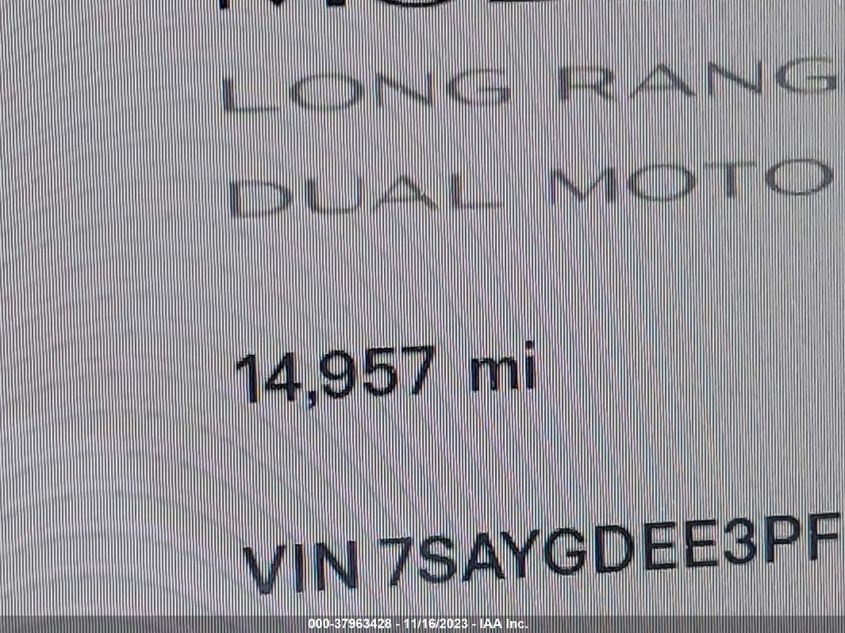 LONG RANG
DUAL MOTO
14,957 mi
VIN 7SAYGDEE3PF
000-37963428 - 11/16/2023 - IAA Inc.